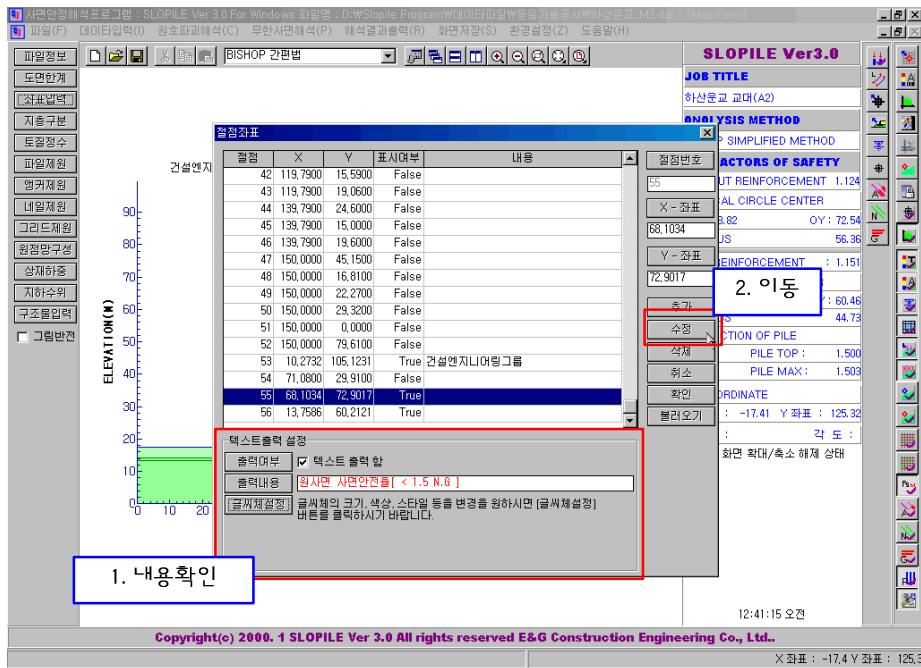 사면안정해석프로그램 : SLOPILE Ver 3,0 For Windows 파일명 : D:₩Slopile Program₩데이타파일₩동일기술공사₩하산운교_M3.dat - [M
파일(F) 데이타입력(I) 원호파괴해석(C) 무한사면해석(P) 해석결과출력(R) 화면저장(S) 환경설정(Z) 도움말(H)
파일정보
도면한계
좌표입력
지층구분
토질정수
파일제원
앵커제원
네일제원
그리드제원
원점망구성
상재하중
지하수위
구조물입력
그림반전
BISHOP 간편법
건설엔지
ELEVATION(M)
90
80
70
60
50
40
30
20
10
0
0 10 20
절점좌표
절점 X Y 표시여부 내용
42 119,7900 15,5900 False
43 119,7900 19,0600 False
44 139,7900 24,6000 False
45 139,7900 15,0000 False
46 139,7900 19,6000 False
47 150,0000 45,1500 False
48 150,0000 16,8100 False
49 150,0000 22,2700 False
50 150,0000 29,3200 False
51 150,0000 0,0000 False
52 150,0000 79,6100 False
53 10,2732 105,1231 True 건설엔지니어링그룹
54 71,0800 29,9100 False
55 68,1034 72,9017 True
56 13,7586 60,2121 True
절점번호
55
X - 좌표
68,1034
Y - 좌표
72,9017
추가
수정
삭제
취소
확인
불러오기
텍스트출력 설정
출력여부 텍스트 출력 함
출력내용 원사면 사면안전율[ < 1.5 N.G ]
[글씨체설정] 글씨체의 크기, 색상, 스타일 등을 변경을 원하시면 [글씨체설정]
버튼을 클릭하시기 바랍니다.
1. 내용확인
2. 이동
SLOPILE Ver3.0
JOB TITLE
하산운교 교대(A2)
ANALYSIS METHOD
P SIMPLIFIED METHOD
ACTORS OF SAFETY
UT REINFORCEMENT 1.124
AL CIRCLE CENTER
3.82 OY : 72.54
US 56.36
REINFORCEMENT : 1.151
: 60.46
44.73
CTION OF PILE
PILE TOP : 1.500
PILE MAX : 1.503
ORDINATE
: -17.41 Y 좌표 : 125.32
: 각 도 :
화면 확대/축소 해제 상태
12:41:15 오전
Copyright(c) 2000. 1 SLOPILE Ver 3.0 All rights reserved E&G Construction Engineering Co., Ltd..
X 좌표 : -17,4 Y 좌표 : 125,3